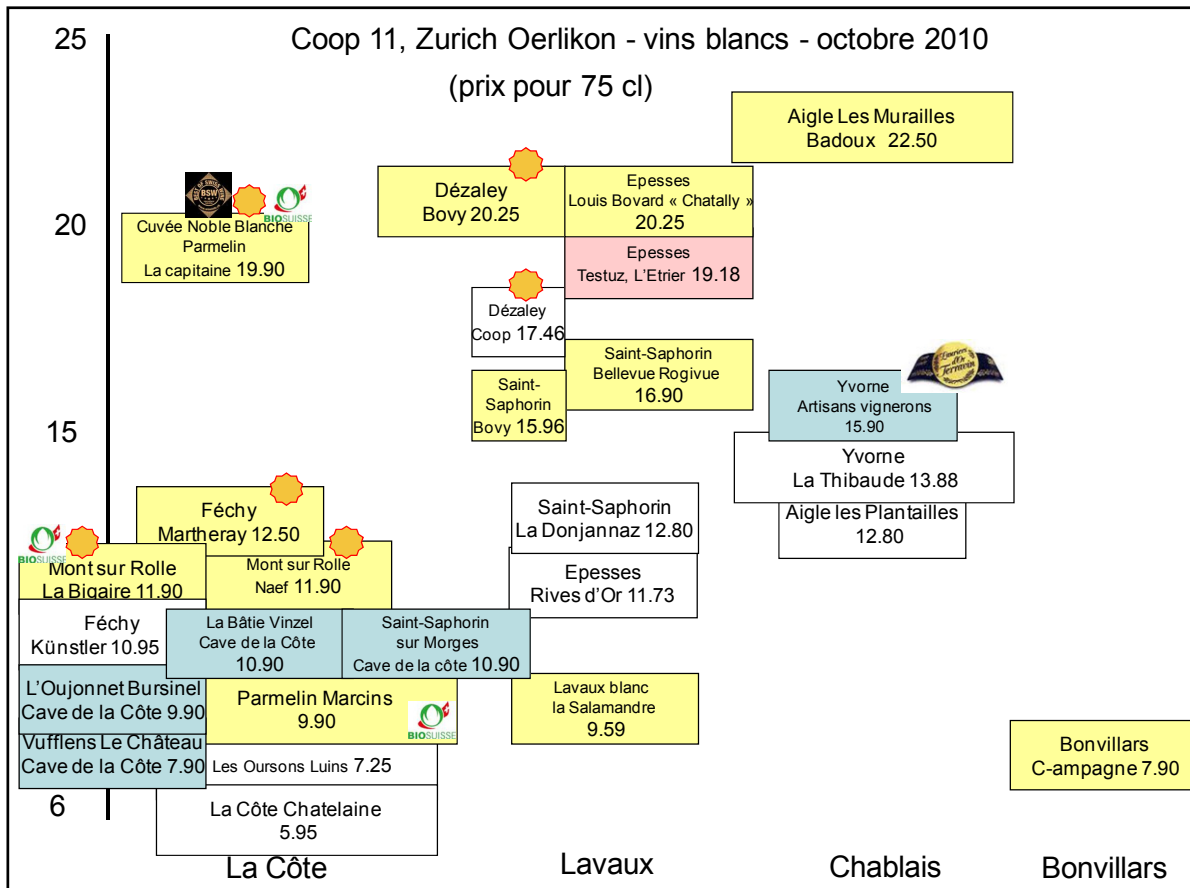 25
Coop 11, Zurich Oerlikon - vins blancs - octobre 2010
(prix pour 75 cl)
Aigle Les Murailles
Badoux 22.50
BEST OF SWISS WINE
BSW
BIOSUISSE
Dézaley
Bovy 20.25
Epesses
Louis Bovard « Chatally »
20.25
20
Cuvée Noble Blanche
Parmelin
La capitaine 19.90
Epesses
Testuz, L'Etrier 19.18
Dézaley
Coop 17.46
Saint-Saphorin
Bellevue Rogivue
16.90
Saint-
Saphorin
Bovy 15.96
Lauriers
d'Or
Terravin
Yvorne
Artisans vignerons
15.90
15
Yvorne
La Thibaude 13.88
Féchy
Martheray 12.50
Saint-Saphorin
La Donjannaz 12.80
Aigle les Plantailles
12.80
BIOSUISSE
Mont sur Rolle
La Bigaire 11.90
Mont sur Rolle
Naef 11.90
Epesses
Rives d'Or 11.73
Féchy
Künstler 10.95
La Bâtie Vinzel
Cave de la Côte
10.90
Saint-Saphorin
sur Morges
Cave de la côte 10.90
L'Oujonnet Bursinel
Cave de la Côte 9.90
Parmelin Marcins
9.90
BIOSUISSE
Lavaux blanc
la Salamandre
9.59
Vufflens Le Château
Cave de la Côte 7.90
Les Oursons Luins 7.25
Bonvillars
C-ampagne 7.90
6
La Côte Chatelaine
5.95
La Côte
Lavaux
Chablais
Bonvillars